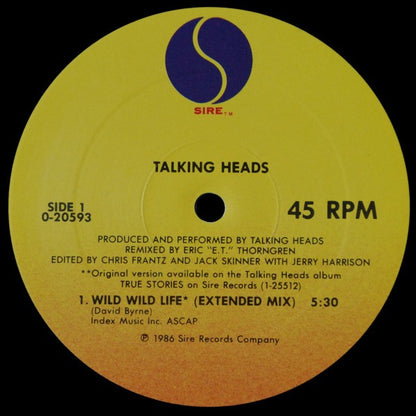 SIRE™
TALKING HEADS
SIDE 1
0-20593
45 RPM
PRODUCED AND PERFORMED BY TALKING HEADS
REMIXED BY ERIC "E.T." THORNGREN
EDITED BY CHRIS FRANTZ AND JACK SKINNER WITH JERRY HARRISON
**Original version available on the Talking Heads album
TRUE STORIES on Sire Records (1-25512)
1. WILD WILD LIFE* (EXTENDED MIX) 5:30
(David Byrne)
Index Music Inc. ASCAP
℗ 1986 Sire Records Company